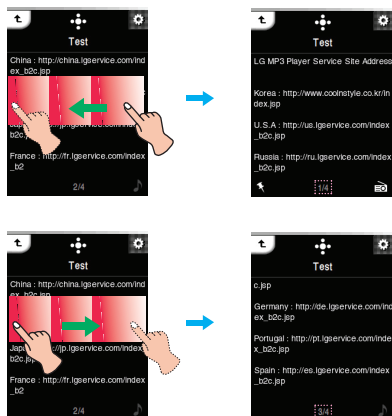 Test
China : http://china.lgservice.com/ind
ex_b2c.jsp
b2c.j
France : http://fr.lgservice.com/index
_b2
2/4
Test
LG MP3 Player Service Site Address
Korea : http://www.coolnstyle.co.kr/in
dex.jsp
U.S.A : http://us.lgservice.com/index
_b2c.jsp
Russia : http://ru.lgservice.com/index
_b2c.jsp
1/4
Test
China : http://china.lgservice.com/ind
ex_b2c.jsp
Japa http://jp.lgservice.com/index
b2c.js
France : http://fr.lgservice.com/index
_b2
2/4
Test
c.jsp
Germany : http://de.lgservice.com/ind
ex_b2c.jsp
Portugal : http://pt.lgservice.com/inde
x_b2c.jsp
Spain : http://es.lgservice.com/index
_b2c.jsp
3/4